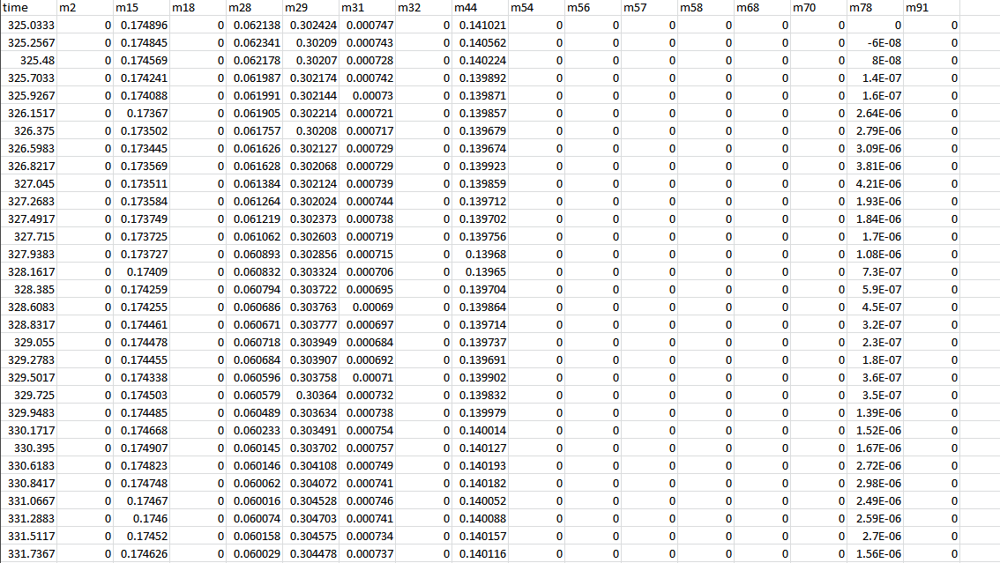 time m2 m15 m18 m28 m29 m31 m32 m44 m54 m56 m57 m58 m68 m70 m78 m91
325.0333 0 0.174896 0 0.062138 0.302424 0.000747 0 0.141021 0 0 0 0 0 0 0 0
325.2567 0 0.174845 0 0.062341 0.30209 0.000743 0 0.140562 0 0 0 0 0 0 -6E-08 0
325.48 0 0.174569 0 0.062178 0.30207 0.000728 0 0.140224 0 0 0 0 0 0 8E-08 0
325.7033 0 0.174241 0 0.061987 0.302174 0.000742 0 0.139892 0 0 0 0 0 0 1.4E-07 0
325.9267 0 0.174088 0 0.061991 0.302144 0.00073 0 0.139871 0 0 0 0 0 0 1.6E-07 0
326.1517 0 0.17367 0 0.061905 0.302214 0.000721 0 0.139857 0 0 0 0 0 0 2.64E-06 0
326.375 0 0.173502 0 0.061757 0.30208 0.000717 0 0.139679 0 0 0 0 0 0 2.79E-06 0
326.5983 0 0.173445 0 0.061626 0.302127 0.000729 0 0.139674 0 0 0 0 0 0 3.09E-06 0
326.8217 0 0.173569 0 0.061628 0.302068 0.000729 0 0.139923 0 0 0 0 0 0 3.81E-06 0
327.045 0 0.173511 0 0.061384 0.302124 0.000739 0 0.139859 0 0 0 0 0 0 4.21E-06 0
327.2683 0 0.173584 0 0.061264 0.302024 0.000744 0 0.139712 0 0 0 0 0 0 1.93E-06 0
327.4917 0 0.173749 0 0.061219 0.302373 0.000738 0 0.139702 0 0 0 0 0 0 1.84E-06 0
327.715 0 0.173725 0 0.061062 0.302603 0.000719 0 0.139756 0 0 0 0 0 0 1.7E-06 0
327.9383 0 0.173727 0 0.060893 0.302856 0.000715 0 0.13968 0 0 0 0 0 0 1.08E-06 0
328.1617 0 0.17409 0 0.060832 0.303324 0.000706 0 0.13965 0 0 0 0 0 0 7.3E-07 0
328.385 0 0.174259 0 0.060794 0.303722 0.000695 0 0.139704 0 0 0 0 0 0 5.9E-07 0
328.6083 0 0.174255 0 0.060686 0.303763 0.00069 0 0.139864 0 0 0 0 0 0 4.5E-07 0
328.8317 0 0.174461 0 0.060671 0.303777 0.000697 0 0.139714 0 0 0 0 0 0 3.2E-07 0
329.055 0 0.174478 0 0.060718 0.303949 0.000684 0 0.139737 0 0 0 0 0 0 2.3E-07 0
329.2783 0 0.174455 0 0.060684 0.303907 0.000692 0 0.139691 0 0 0 0 0 0 1.8E-07 0
329.5017 0 0.174338 0 0.060596 0.303758 0.00071 0 0.139902 0 0 0 0 0 0 3.6E-07 0
329.725 0 0.174503 0 0.060579 0.30364 0.000732 0 0.139832 0 0 0 0 0 0 3.5E-07 0
329.9483 0 0.174485 0 0.060489 0.303634 0.000738 0 0.139979 0 0 0 0 0 0 1.39E-06 0
330.1717 0 0.174668 0 0.060233 0.303491 0.000754 0 0.140014 0 0 0 0 0 0 1.52E-06 0
330.395 0 0.174907 0 0.060145 0.303702 0.000757 0 0.140127 0 0 0 0 0 0 1.67E-06 0
330.6183 0 0.174823 0 0.060146 0.304108 0.000749 0 0.140193 0 0 0 0 0 0 2.72E-06 0
330.8417 0 0.174748 0 0.060062 0.304072 0.000741 0 0.140182 0 0 0 0 0 0 2.98E-06 0
331.0667 0 0.17467 0 0.060016 0.304528 0.000746 0 0.140052 0 0 0 0 0 0 2.49E-06 0
331.2883 0 0.1746 0 0.060074 0.304703 0.000741 0 0.140088 0 0 0 0 0 0 2.59E-06 0
331.5117 0 0.17452 0 0.060158 0.304575 0.000734 0 0.140157 0 0 0 0 0 0 2.7E-06 0
331.7367 0 0.174626 0 0.060029 0.304478 0.000737 0 0.140116 0 0 0 0 0 0 1.56E-06 0